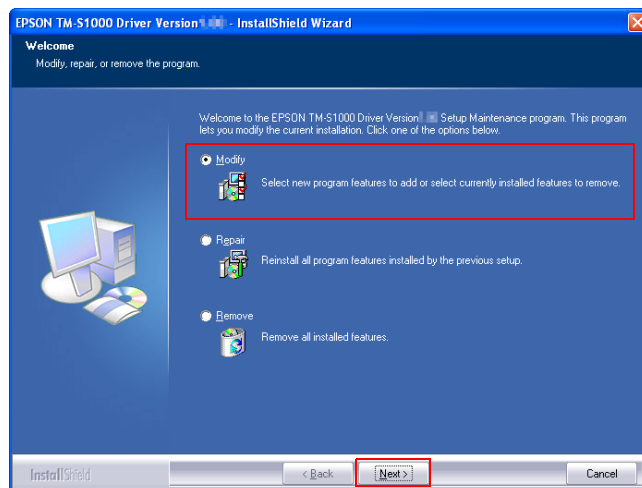 EPSON TM-S1000 Driver Version - InstallShield Wizard
Welcome
Modify, repair, or remove the program.
Welcome to the EPSON TM-S1000 Driver Version Setup Maintenance program. This program
lets you modify the current installation. Click one of the options below.
Modify
Select new program features to add or select currently installed features to remove.
Repair
Reinstall all program features installed by the previous setup.
Remove
Remove all installed features.
InstallShield
< Back
Next >
Cancel